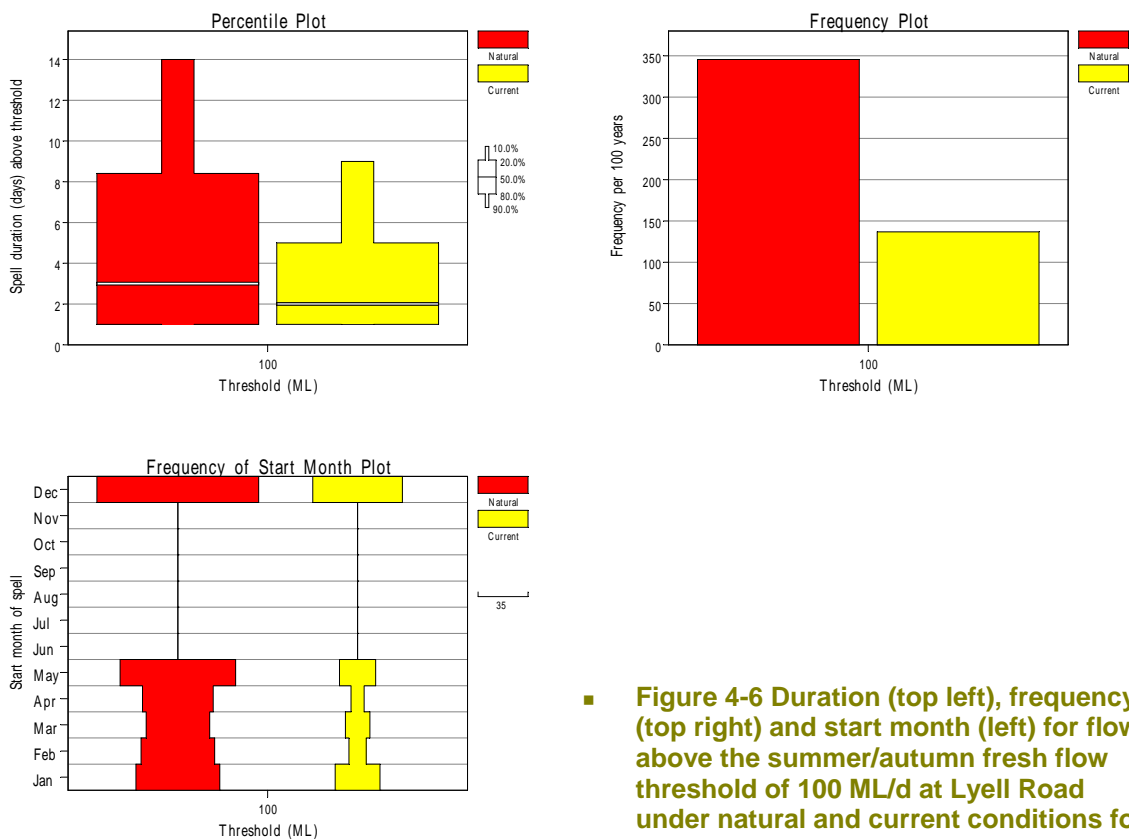 Percentile Plot
Spell duration (days) above threshold
14
12
10
8
6
4
2
0
100
Threshold (ML)
Natural
Current
10.0%
20.0%
50.0%
80.0%
90.0%
Frequency Plot
Frequency per 100 years
350
300
250
200
150
100
50
0
100
Threshold (ML)
Natural
Current
Frequency of Start Month Plot
Start month of spell
Dec
Nov
Oct
Sep
Aug
Jul
Jun
May
Apr
Mar
Feb
Jan
100
Threshold (ML)
Natural
Current
35
▪ Figure 4-6 Duration (top left), frequency
(top right) and start month (left) for flow
above the summer/autumn fresh flow
threshold of 100 ML/d at Lyell Road
under natural and current conditions fo